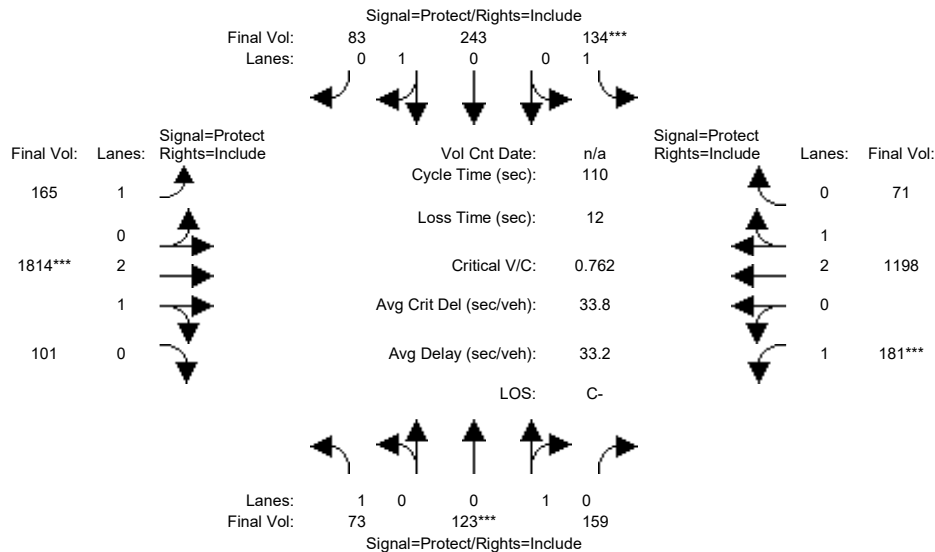 Signal=Protect/Rights=Include
Final Vol: 83 243 134***
Lanes: 0 1 0 0 1
Signal=Protect
Final Vol: Lanes: Rights=Include
Vol Cnt Date: n/a
Signal=Protect
Rights=Include Lanes: Final Vol:
165 1
Cycle Time (sec): 110
0 71
Loss Time (sec): 12
0
1
1814*** 2
Critical V/C: 0.762
2 1198
1
Avg Crit Del (sec/veh): 33.8
0
101 0
Avg Delay (sec/veh): 33.2
1 181***
LOS: C-
Lanes: 1 0 0 1 0
Final Vol: 73 123*** 159
Signal=Protect/Rights=Include